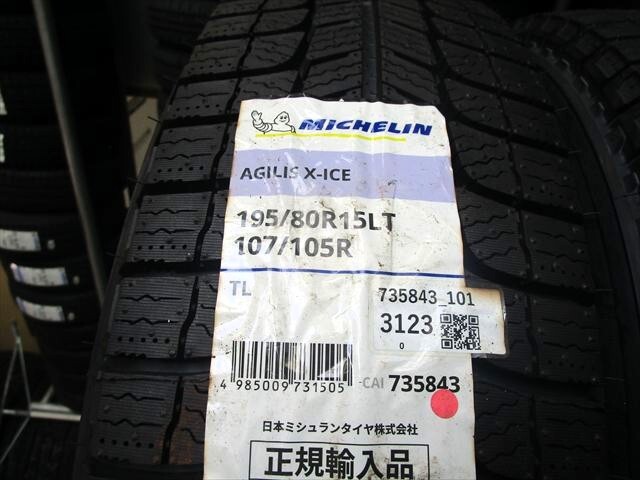 MICHELIN
AGILIS X-ICE
195/80R15LT
107/105R
TL
735843_101
3123
0
4 985009 731505
CAI 735843
日本ミシュランタイヤ株式会社
正規輸入品